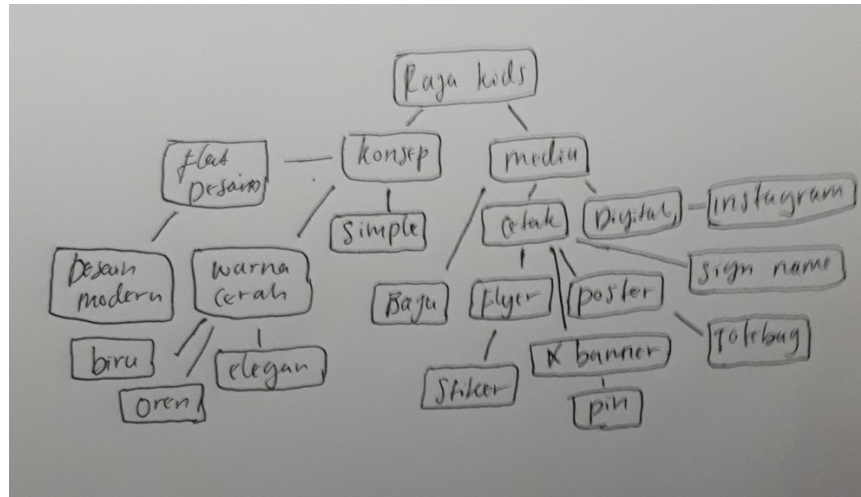 Raja kids
flat
Desain
konsep
media
Simple
Cetak
Digital
instagram
Desain
modern
warna
cerah
Baju
Flyer
poster
sign name
biru
oren
elegan
Stiker
X banner
pin
Totebag